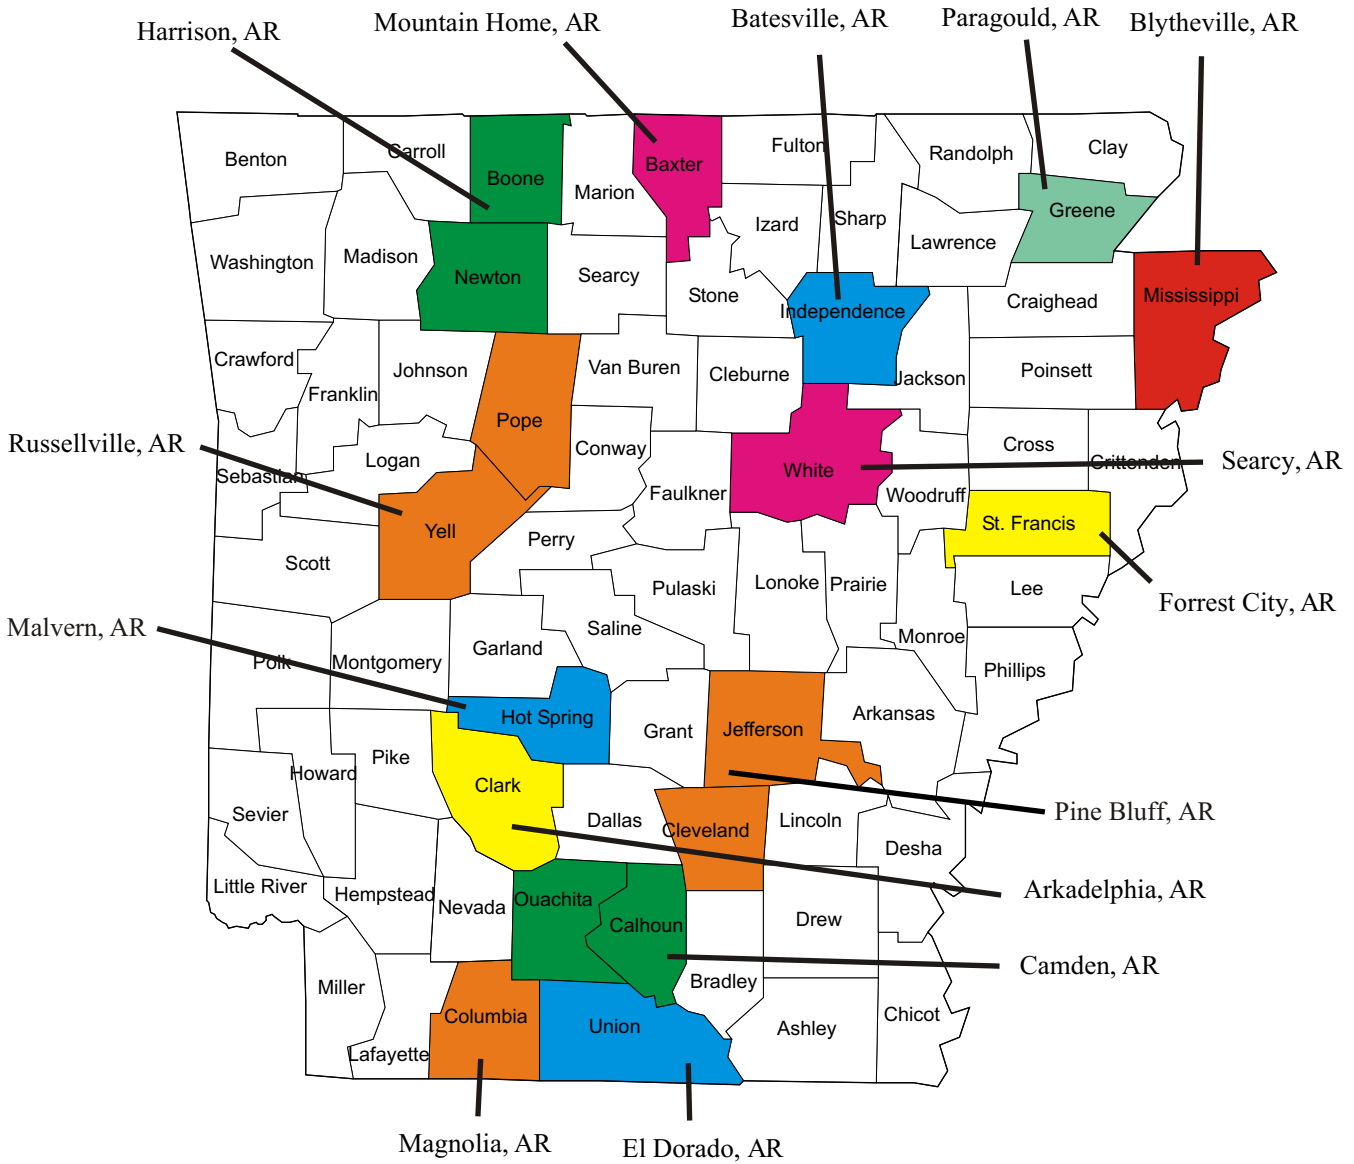 Batesville, AR
Paragould, AR
Mountain Home, AR
Blytheville, AR
Harrison, AR
Fulton
Clay
Carroll
Randolph
Benton
Baxter
Boone
Marion
Greene
Sharp
Izard
Lawrence
Madison
Washington
Newton
Searcy
Stone
Mississippi
Craighead
Independence
Crawford
Van Buren
Johnson
Poinsett
Cleburne
Jackson
Franklin
Pope
Russellville, AR
Cross
Conway
Logan
Searcy, AR
Crittenden
White
Sebastian
Faulkner
Woodruff
St. Francis
Yell
Perry
Scott
Lonoke
Prairie
Pulaski
Lee
Forrest City, AR
Malvern, AR
Saline
Monroe
Garland
Polk
Montgomery
Phillips
Arkansas
Hot Spring
Grant
Jefferson
Pike
Howard
Clark
Pine Bluff, AR
Sevier
Dallas
Lincoln
Cleveland
Desha
Little River
Arkadelphia, AR
Hempstead
Ouachita
Nevada
Drew
Calhoun
Camden, AR
Bradley
Miller
Chicot
Columbia
Union
Ashley
Lafayette
Magnolia, AR
El Dorado, AR